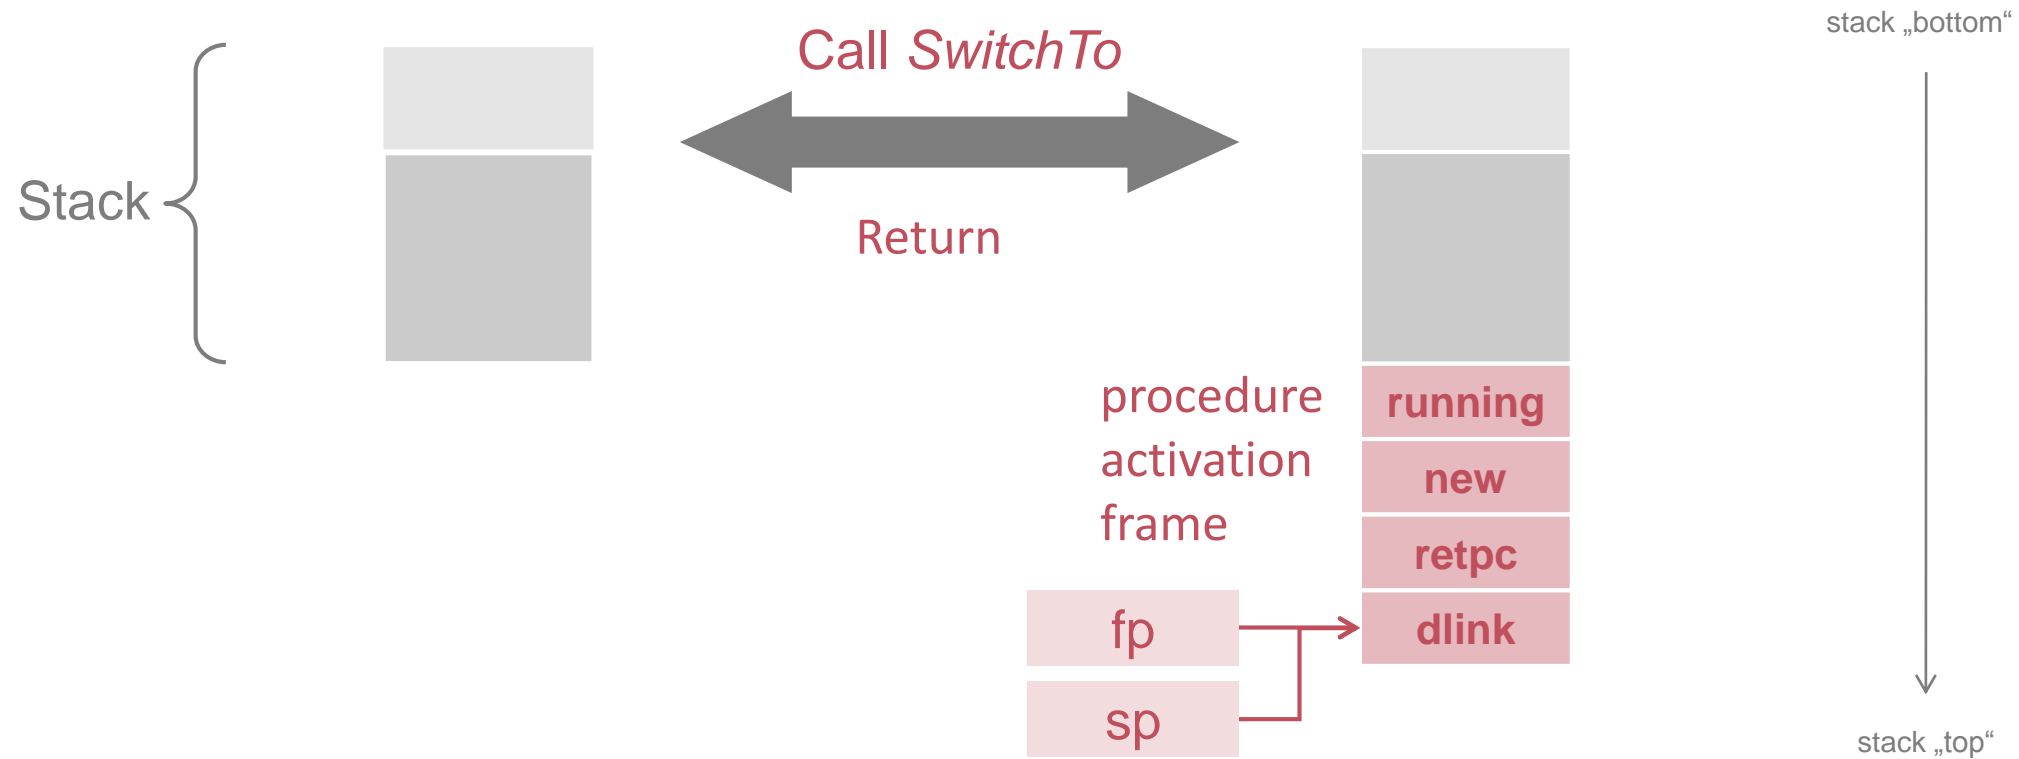 stack „bottom“
Call SwitchTo
Stack
Return
procedure
activation
frame
running
new
retpc
dlink
fp
sp
stack „top“